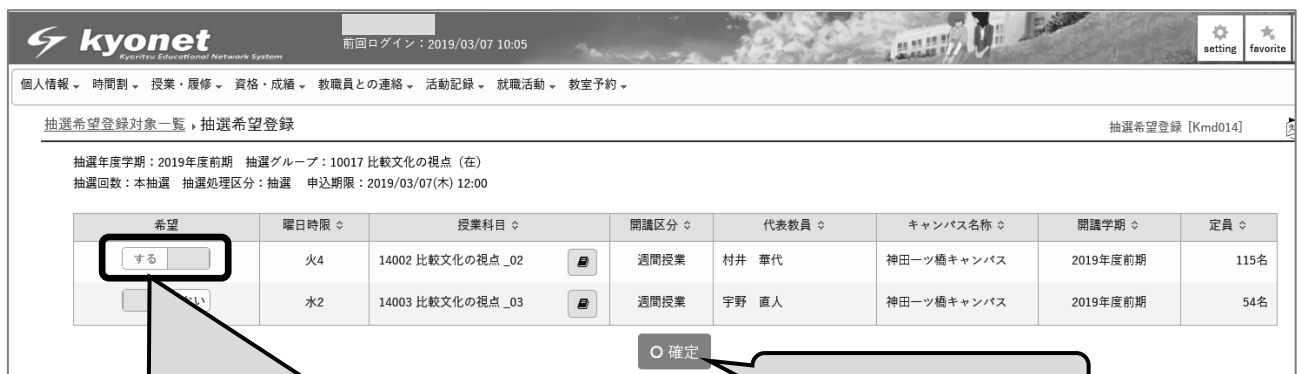 kyonet
Kyoritsu Educational Network System
前回ログイン：2019/03/07 10:05
setting favorite
個人情報 時間割 授業・履修 資格・成績 教職員との連絡 活動記録 就職活動 教室予約
抽選希望登録対象一覧 抽選希望登録 抽選希望登録 [Kmd014]
抽選年度学期：2019年度前期 抽選グループ：10017 比較文化の視点（在）
抽選回数：本抽選 抽選処理区分：抽選 申込期限：2019/03/07(木) 12:00
希望 曜日時限 授業科目 開講区分 代表教員 キャンパス名称 開講学期 定員
する 火4 14002 比較文化の視点 _02 週間授業 村井 華代 神田一ツ橋キャンパス 2019年度前期 115名
ない 水2 14003 比較文化の視点 _03 週間授業 宇野 直人 神田一ツ橋キャンパス 2019年度前期 54名
確定